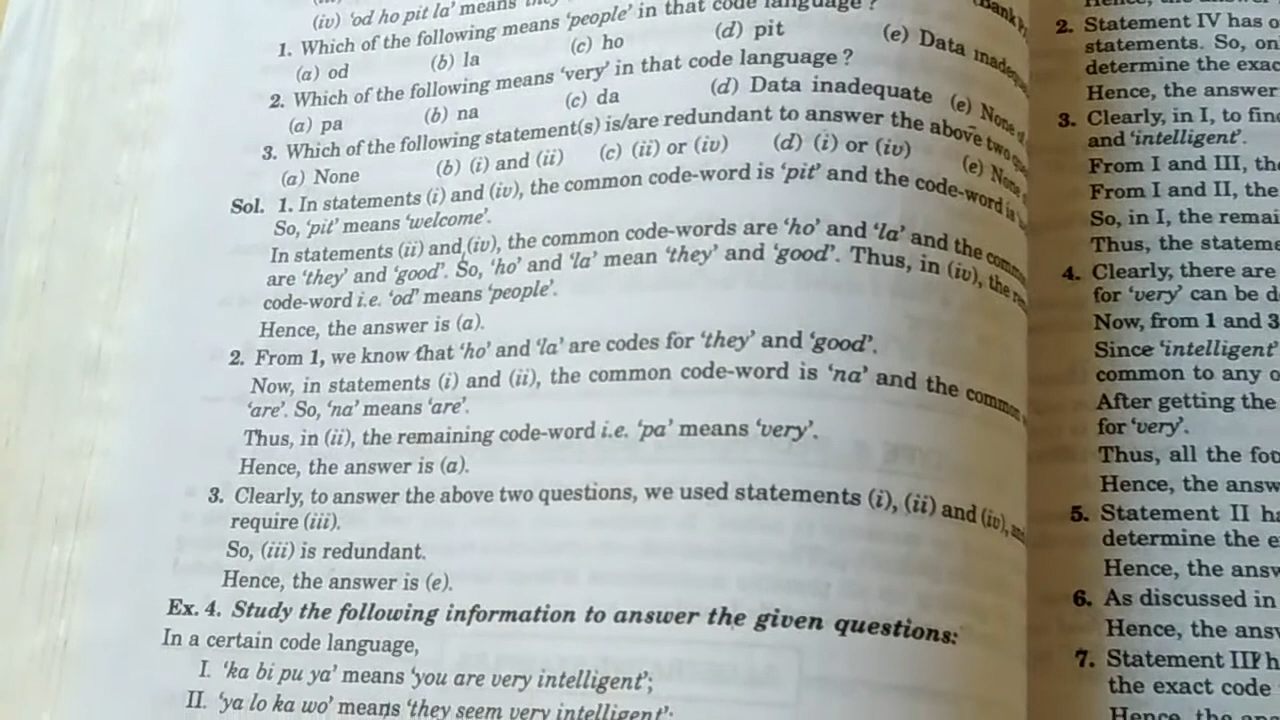 (iv) 'od ho pit la' means
1. Which of the following means 'people' in that code language ?
(a) od (b) la (c) ho (d) pit (e) Data
2. Which of the following means 'very' in that code language ?
(a) pa (b) na (c) da (d) Data inadequate (e) None
3. Which of the following statement(s) is/are redundant to answer the above two
(a) None (b) (i) and (ii) (c) (ii) or (iv) (d) (i) or (iv) (e) None
Sol. 1. In statements (i) and (iv), the common code-word is 'pit' and the code-word is
So, 'pit' means 'welcome'.
In statements (ii) and (iv), the common code-words are 'ho' and 'la' and the
are 'they' and 'good'. So, 'ho' and 'la' mean 'they' and 'good'. Thus, in (iv), the
code-word i.e. 'od' means 'people'.
Hence, the answer is (a).
2. From 1, we know that 'ho' and 'la' are codes for 'they' and 'good'.
Now, in statements (i) and (ii), the common code-word is 'na' and the common
'are'. So, 'na' means 'are'.
Thus, in (ii), the remaining code-word i.e. 'pa' means 'very'.
Hence, the answer is (a).
3. Clearly, to answer the above two questions, we used statements (i), (ii) and (iv),
require (iii).
So, (iii) is redundant.
Hence, the answer is (e).
Ex. 4. Study the following information to answer the given questions:
In a certain code language,
I. 'ka bi pu ya' means 'you are very intelligent';
II. 'ya lo ka wo' means 'they seem very intelligent';
2. Statement IV has
statements. So,
determine the
Hence, the answer
3. Clearly, in I, to
and 'intelligent'.
From I and III,
From I and II, the
So, in I, the
Thus, the
4. Clearly, there are
for 'very' can be
Now, from 1 and 3
Since 'intelligent'
common to any
After getting the
for 'very'.
Thus, all the
Hence, the
5. Statement II
determine the
Hence, the
6. As discussed in
Hence, the
7. Statement III
the exact code